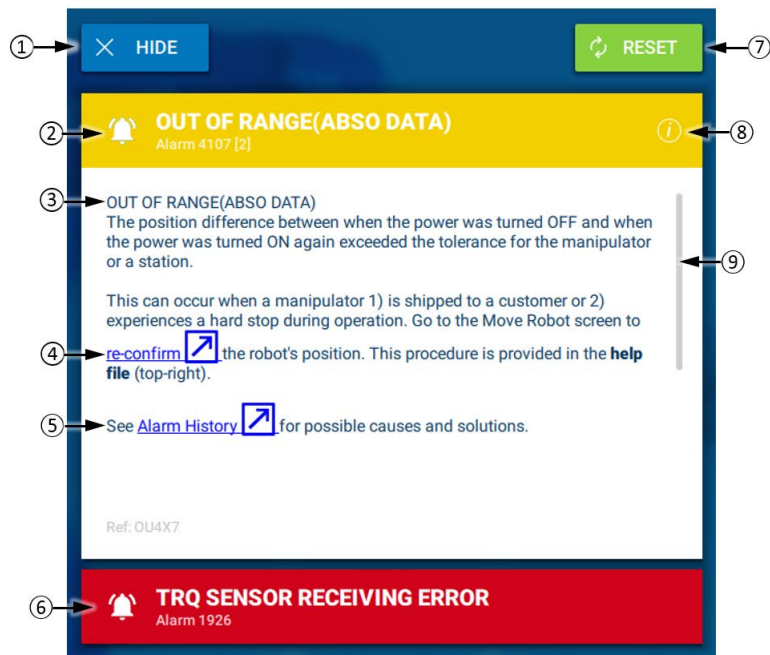 ① HIDE RESET ⑦
② OUT OF RANGE(ABSO DATA) i ⑧
Alarm 4107 [2]
③ OUT OF RANGE(ABSO DATA)
The position difference between when the power was turned OFF and when
the power was turned ON again exceeded the tolerance for the manipulator
or a station.
⑨
This can occur when a manipulator 1) is shipped to a customer or 2)
experiences a hard stop during operation. Go to the Move Robot screen to
④ re-confirm the robot's position. This procedure is provided in the help
file (top-right).
⑤ See Alarm History for possible causes and solutions.
Ref: OU4X7
⑥ TRQ SENSOR RECEIVING ERROR
Alarm 1926